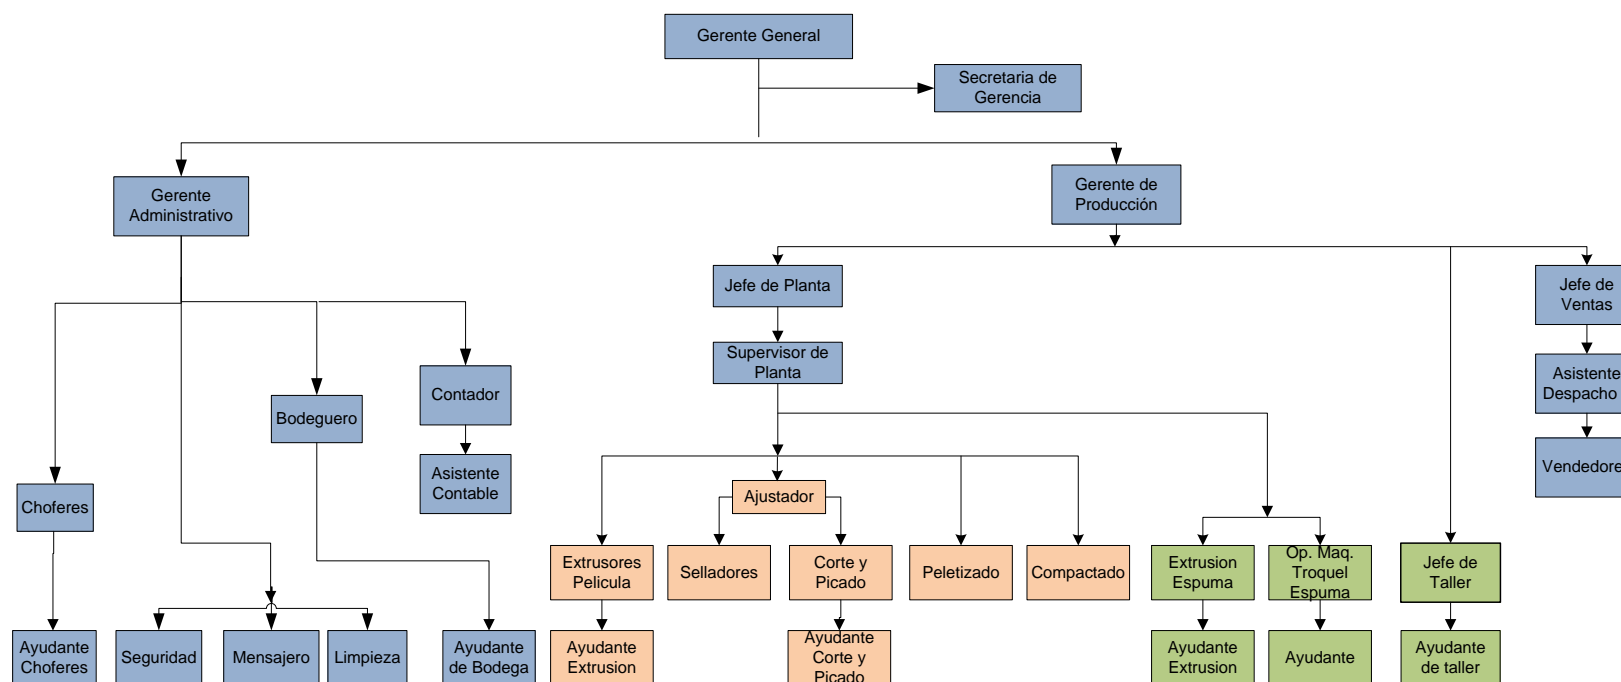 Gerente General
Secretaria de
Gerencia
Gerente
Administrativo
Gerente de
Producción
Jefe de Planta
Jefe de
Ventas
Supervisor de
Planta
Asistente
Despacho
Contador
Bodeguero
Asistente
Contable
Vendedore
Choferes
Ajustador
Extrusores
Pelicula
Selladores
Corte y
Picado
Peletizado
Compactado
Extrusion
Espuma
Op. Maq.
Troquel
Espuma
Jefe de
Taller
Ayudante
Choferes
Seguridad
Mensajero
Limpieza
Ayudante
de Bodega
Ayudante
Extrusion
Ayudante
Corte y
Picado
Ayudante
Extrusion
Ayudante
Ayudante
de taller